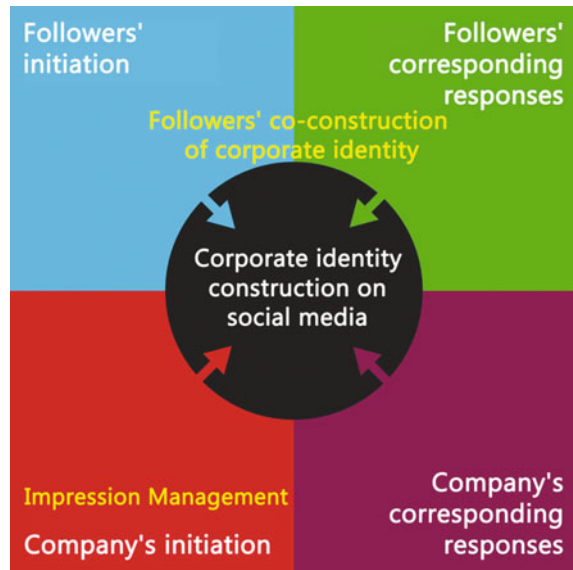 Followers'
initiation
Followers'
corresponding
responses
Followers' co-construction
of corporate identity
Corporate identity
construction on
social media
Impression Management
Company's initiation
Company's
corresponding
responses